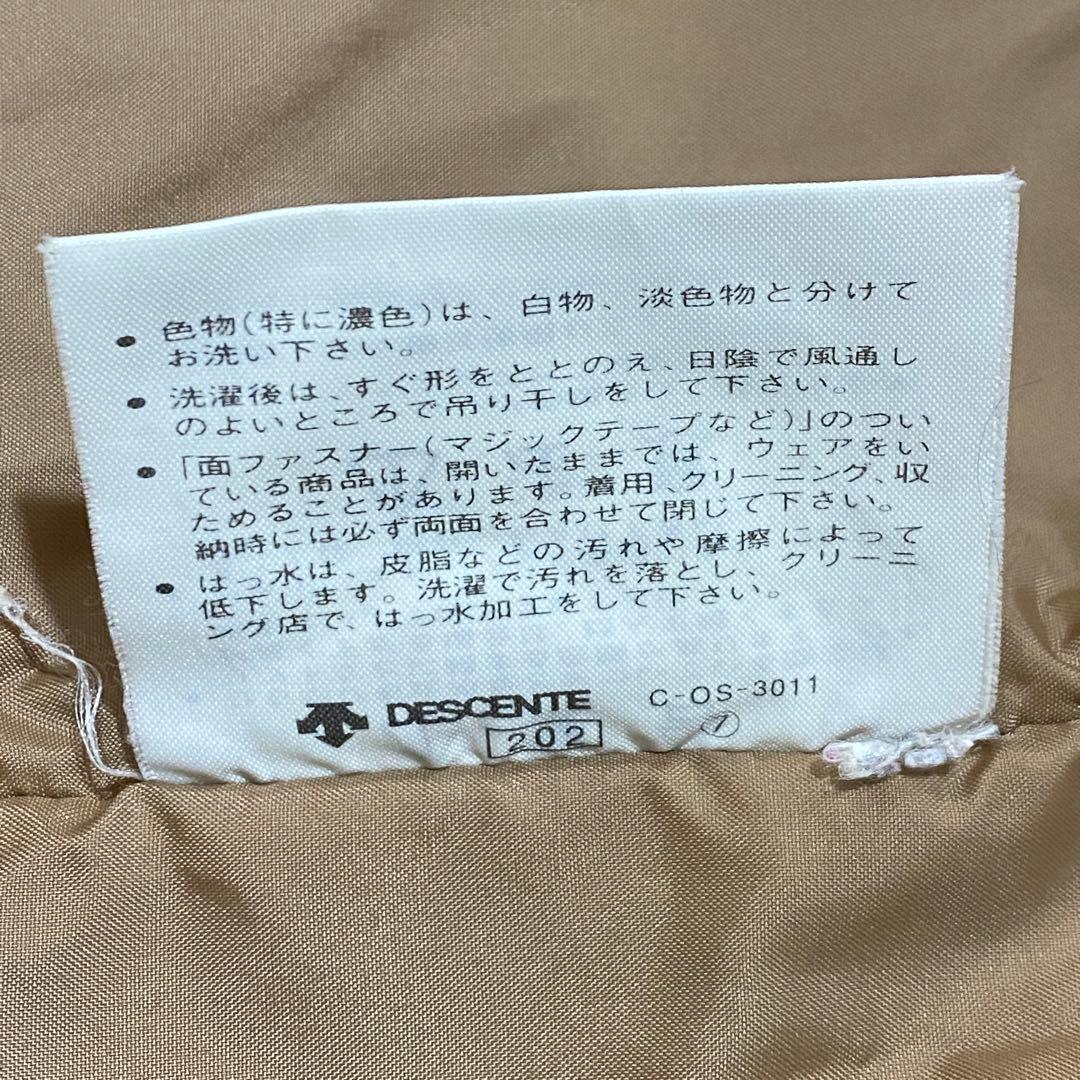 ● 色物(特に濃色)は、白物、淡色物と分けて
お洗い下さい。
● 洗濯後は、すぐ形をととのえ、日陰で風通し
のよいところで吊り干しをして下さい。
● 「面ファスナー(マジックテープなど)」のつい
ている商品は、開いたままでは、ウェアをい
ためることがあります。着用、クリーニング、収
納時には必ず両面を合わせて閉じて下さい。
● はっ水は、皮脂などの汚れや摩擦によって
低下します。洗濯で汚れを落とし、クリーニ
ング店で、はっ水加工をして下さい。
DESCENTE C-OS-3011
202 ①